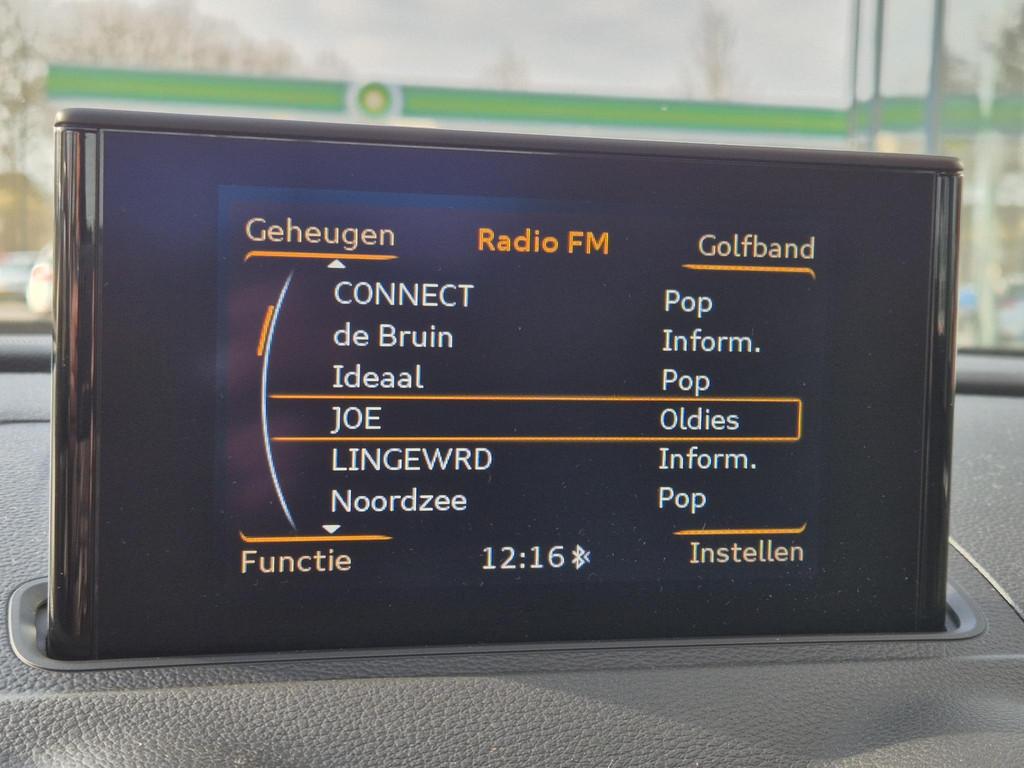 Geheugen Radio FM Golfband
CONNECT Pop
de Bruin Inform.
Ideaal Pop
JOE Oldies
LINGEWRD Inform.
Noordzee Pop
Functie 12:16 Instellen